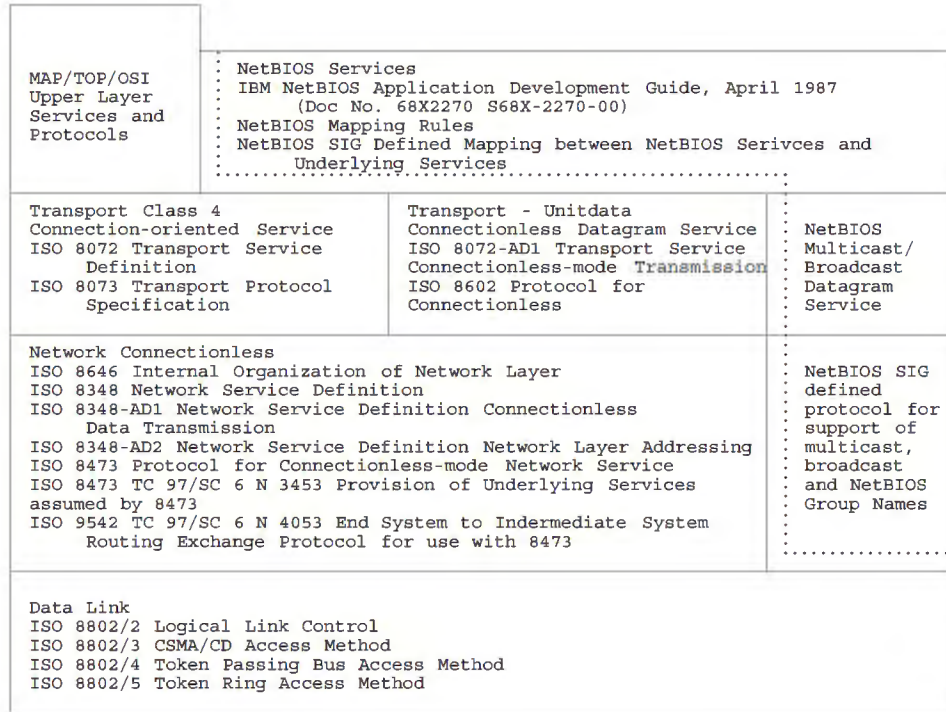 MAP/TOP/OSI
Upper Layer
Services and
Protocols
NetBIOS Services
IBM NetBIOS Application Development Guide, April 1987
(Doc No. 68X2270 S68X-2270-00)
NetBIOS Mapping Rules
NetBIOS SIG Defined Mapping between NetBIOS Serivces and
Underlying Services
Transport Class 4
Connection-oriented Service
ISO 8072 Transport Service
Definition
ISO 8073 Transport Protocol
Specification
Transport - Unitdata
Connectionless Datagram Service
ISO 8072-AD1 Transport Service
Connectionless-mode Transmission
ISO 8602 Protocol for
Connectionless
NetBIOS
Multicast/
Broadcast
Datagram
Service
Network Connectionless
ISO 8646 Internal Organization of Network Layer
ISO 8348 Network Service Definition
ISO 8348-AD1 Network Service Definition Connectionless
Data Transmission
ISO 8348-AD2 Network Service Definition Network Layer Addressing
ISO 8473 Protocol for Connectionless-mode Network Service
ISO 8473 TC 97/SC 6 N 3453 Provision of Underlying Services
assumed by 8473
ISO 9542 TC 97/SC 6 N 4053 End System to Indermediate System
Routing Exchange Protocol for use with 8473
NetBIOS SIG
defined
protocol for
support of
multicast,
broadcast
and NetBIOS
Group Names
Data Link
ISO 8802/2 Logical Link Control
ISO 8802/3 CSMA/CD Access Method
ISO 8802/4 Token Passing Bus Access Method
ISO 8802/5 Token Ring Access Method